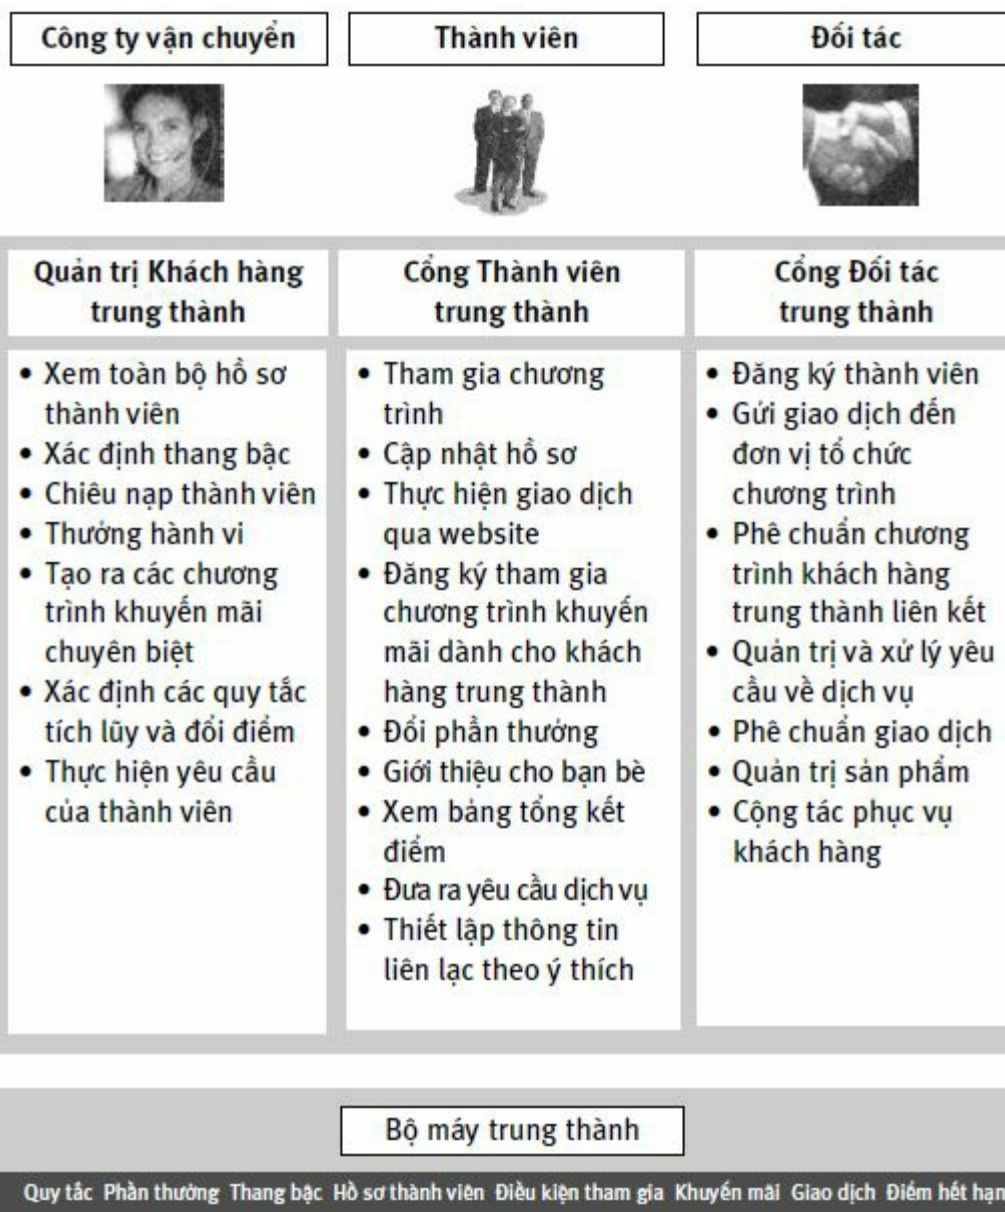 Công ty vận chuyển
Thành viên
Đối tác
Quản trị Khách hàng
trung thành
Cổng Thành viên
trung thành
Cổng Đối tác
trung thành
• Xem toàn bộ hồ sơ
thành viên
• Xác định thang bậc
• Chiêu nạp thành viên
• Thưởng hành vi
• Tạo ra các chương
trình khuyến mãi
chuyên biệt
• Xác định các quy tắc
tích lũy và đổi điểm
• Thực hiện yêu cầu
của thành viên
• Tham gia chương
trình
• Cập nhật hồ sơ
• Thực hiện giao dịch
qua website
• Đăng ký tham gia
chương trình khuyến
mãi dành cho khách
hàng trung thành
• Đổi phần thưởng
• Giới thiệu cho bạn bè
• Xem bảng tổng kết
điểm
• Đưa ra yêu cầu dịch vụ
• Thiết lập thông tin
liên lạc theo ý thích
• Đăng ký thành viên
• Gửi giao dịch đến
đơn vị tổ chức
chương trình
• Phê chuẩn chương
trình khách hàng
trung thành liên kết
• Quản trị và xử lý yêu
cầu về dịch vụ
• Phê chuẩn giao dịch
• Quản trị sản phẩm
• Cộng tác phục vụ
khách hàng
Bộ máy trung thành
Quy tắc Phần thưởng Thang bậc Hồ sơ thành viên Điều kiện tham gia Khuyến mãi Giao dịch Điểm hết hạn